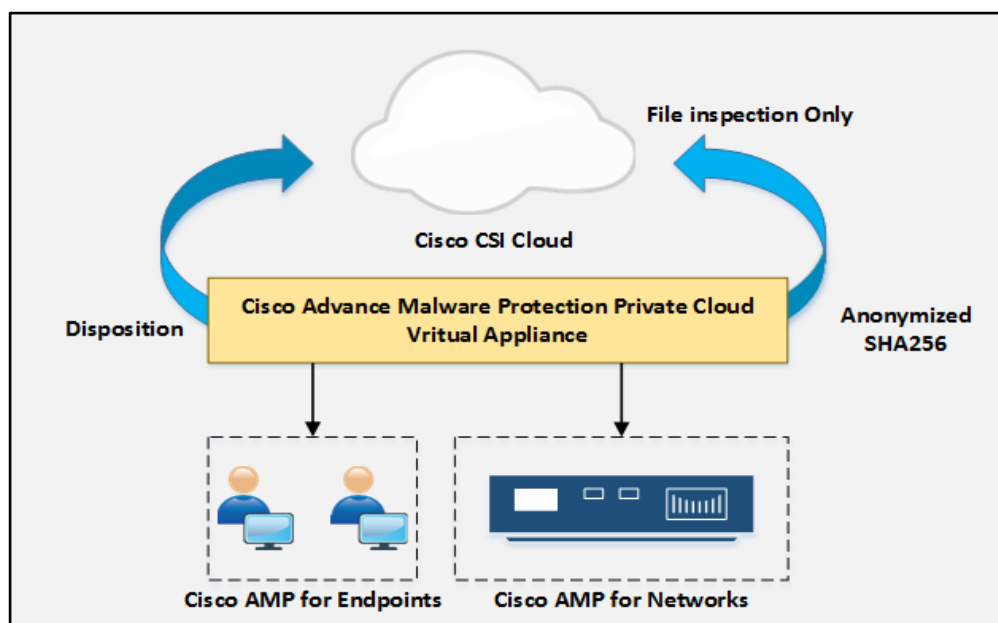 File inspection Only
Cisco CSI Cloud
Cisco Advance Malware Protection Private Cloud
Vritual Appliance
Disposition
Anonymized
SHA256
Cisco AMP for Endpoints
Cisco AMP for Networks